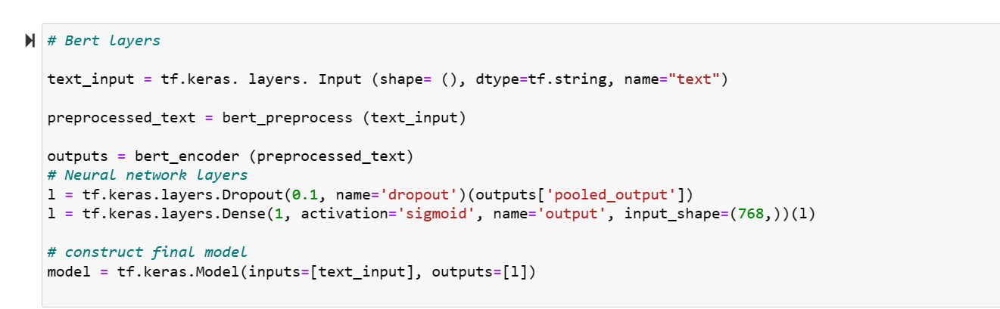 # Bert layers
text_input = tf.keras. layers. Input (shape= (), dtype=tf.string, name="text")
preprocessed_text = bert_preprocess (text_input)
outputs = bert_encoder (preprocessed_text)
# Neural network layers
l = tf.keras.layers.Dropout(0.1, name='dropout')(outputs['pooled_output'])
l = tf.keras.layers.Dense(1, activation='sigmoid', name='output', input_shape=(768,))(l)
# construct final model
model = tf.keras.Model(inputs=[text_input], outputs=[l])